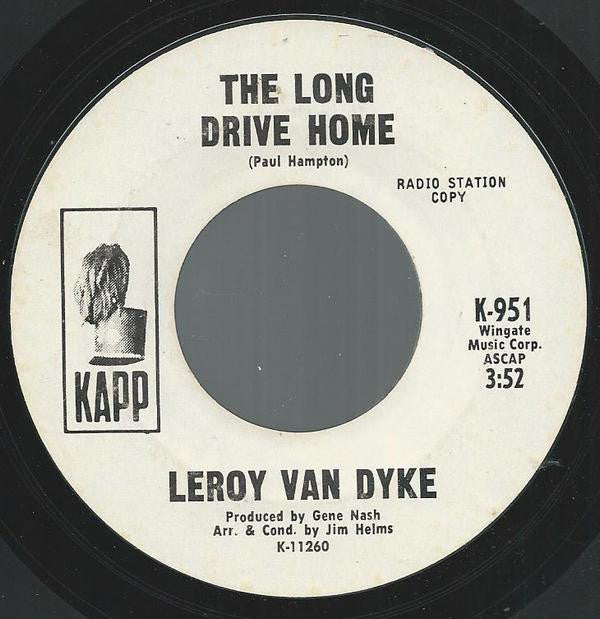 THE LONG
DRIVE HOME
(Paul Hampton)
RADIO STATION
COPY
K-951
Wingate
Music Corp.
ASCAP
3:52
KAPP
LEROY VAN DYKE
Produced by Gene Nash
Arr. & Cond. by Jim Helms
K-11260